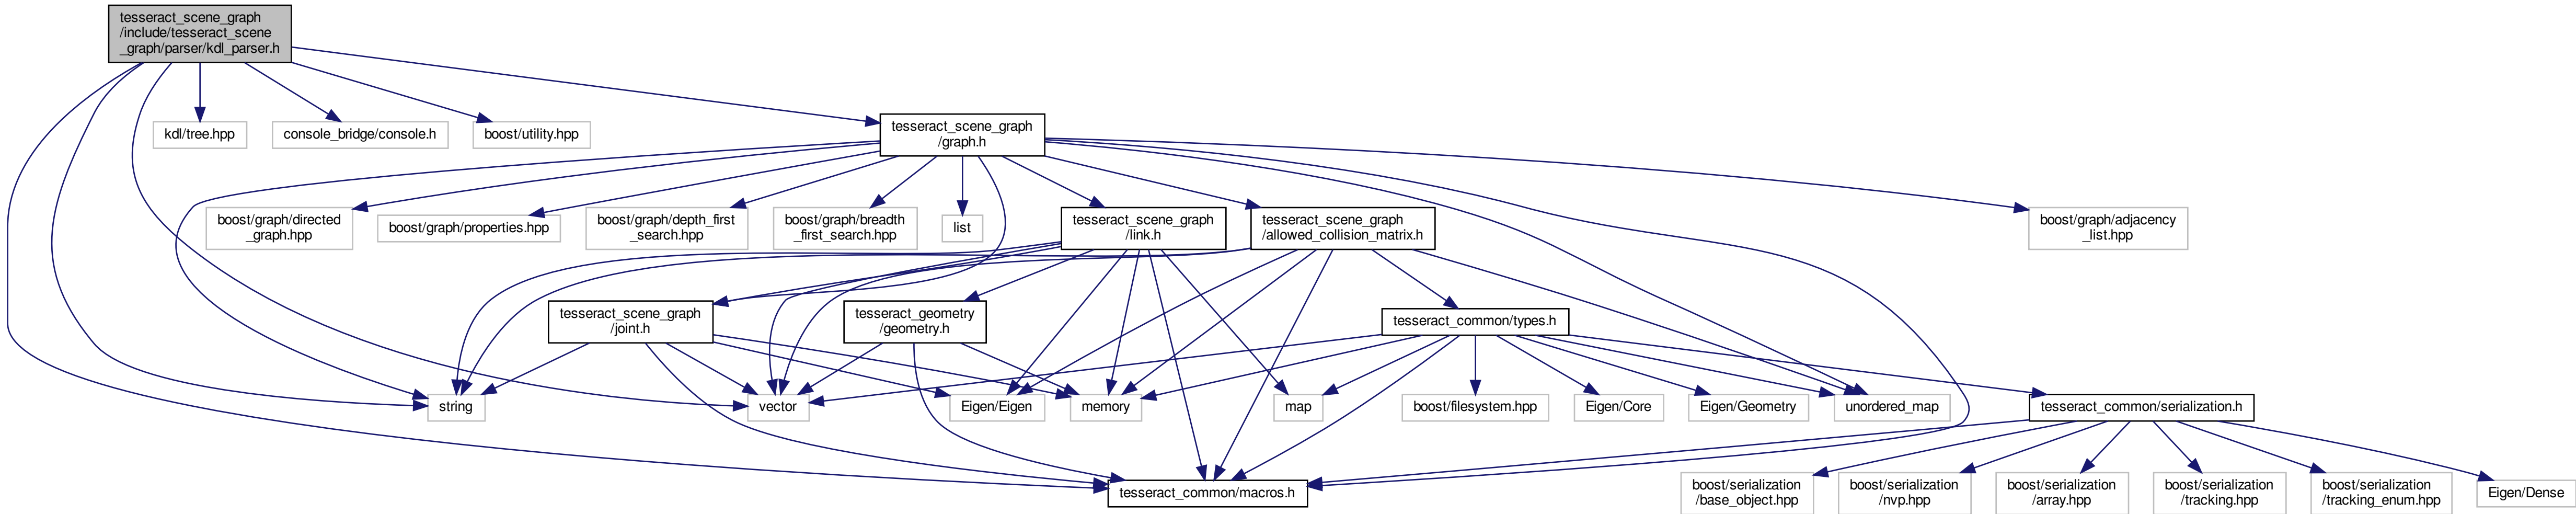 tesseract_scene_graph
/include/tesseract_scene
_graph/parser/kdl_parser.h
kdl/tree.hpp
console_bridge/console.h
boost/utility.hpp
tesseract_scene_graph
/graph.h
boost/graph/directed
_graph.hpp
boost/graph/properties.hpp
boost/graph/depth_first
_search.hpp
boost/graph/breadth
_first_search.hpp
list
tesseract_scene_graph
/link.h
tesseract_scene_graph
/allowed_collision_matrix.h
boost/graph/adjacency
_list.hpp
tesseract_scene_graph
/joint.h
tesseract_geometry
/geometry.h
tesseract_common/types.h
string
vector
Eigen/Eigen
memory
map
boost/filesystem.hpp
Eigen/Core
Eigen/Geometry
unordered_map
tesseract_common/serialization.h
tesseract_common/macros.h
boost/serialization
/base_object.hpp
boost/serialization
/nvp.hpp
boost/serialization
/array.hpp
boost/serialization
/tracking.hpp
boost/serialization
/tracking_enum.hpp
Eigen/Dense